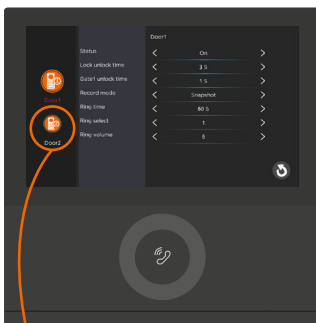 Door1
Status < On >
Lock unlock time < 3 S >
Gate1 unlock time < 1 S >
Record mode < Snapshot >
Ring time < 60 S >
Ring select < 1 >
Ring volume < 6 >
Door1
Door2